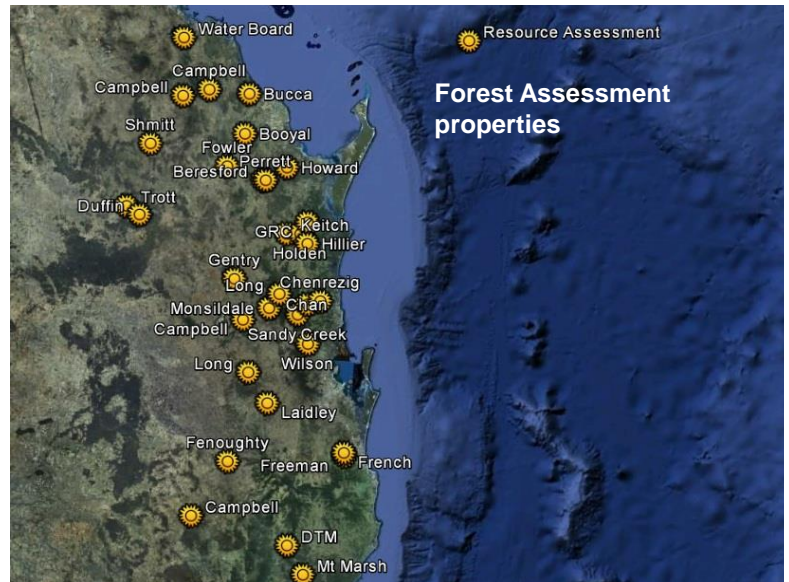 Water Board
Resource Assessment
Forest Assessment
properties
Campbell
Campbell
Bucca
Shmitt
Booyal
Fowler
Perrett
Beresford
Howard
Duffin
Trott
Keitch
GRC
Hillier
Holden
Gentry
Long
Chenrezig
Monsildale
Chan
Campbell
Sandy Creek
Wilson
Long
Laidley
Fenoughty
Freeman
French
Campbell
DTM
Mt Marsh